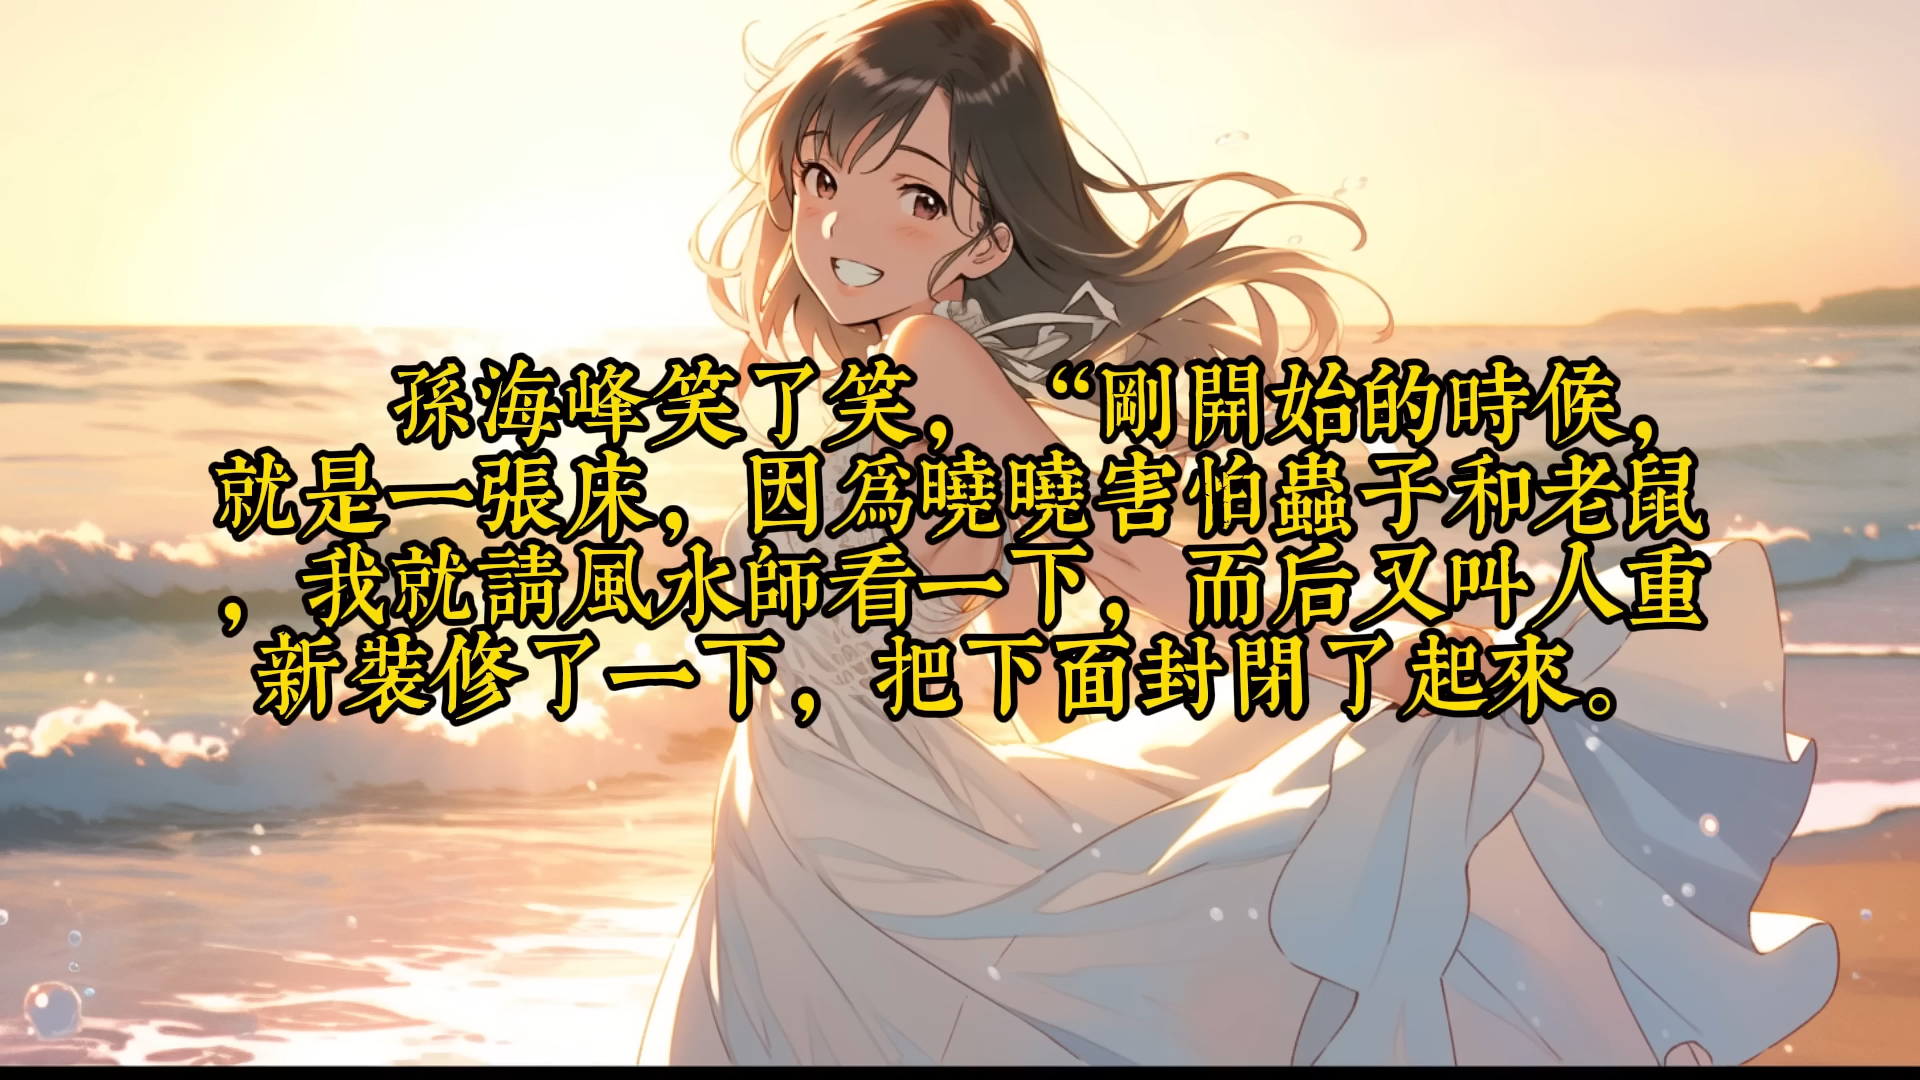 孫海峰笑了笑，“剛開始的時候，
就是一張床，因爲曉曉害怕蟲子和老鼠
，我就請風水師看一下，而后又叫人重
新裝修了一下，把下面封閉了起來。